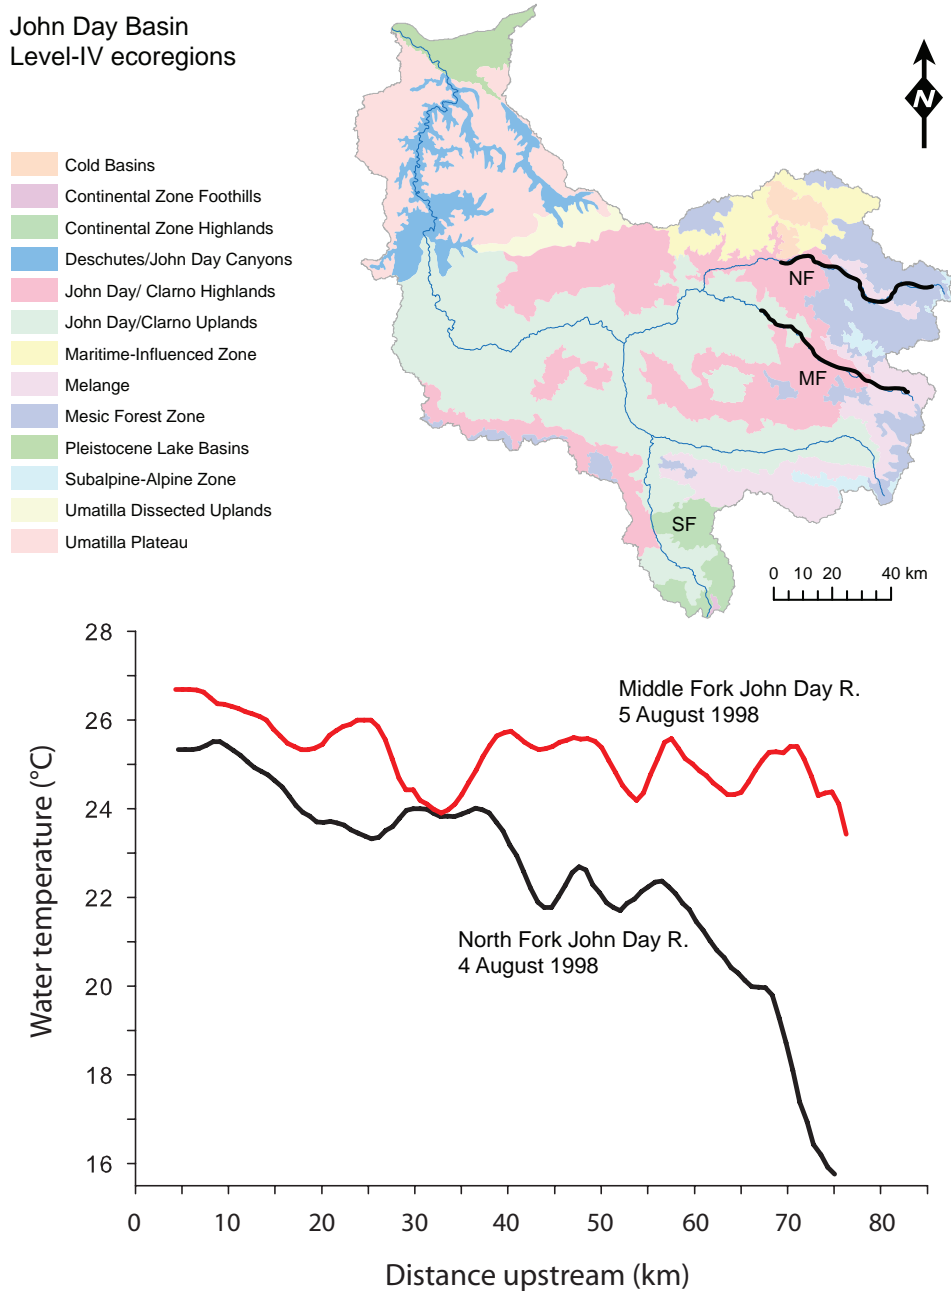 John Day Basin
Level-IV ecoregions
N
Cold Basins
Continental Zone Foothills
Continental Zone Highlands
Deschutes/John Day Canyons
John Day/ Clarno Highlands
John Day/Clarno Uplands
Maritime-Influenced Zone
Melange
Mesic Forest Zone
Pleistocene Lake Basins
Subalpine-Alpine Zone
Umatilla Dissected Uplands
Umatilla Plateau
NF
MF
SF
0 10 20 40 km
28
26
24
22
20
18
16
Water temperature (°C)
Middle Fork John Day R.
5 August 1998
North Fork John Day R.
4 August 1998
0 10 20 30 40 50 60 70 80
Distance upstream (km)